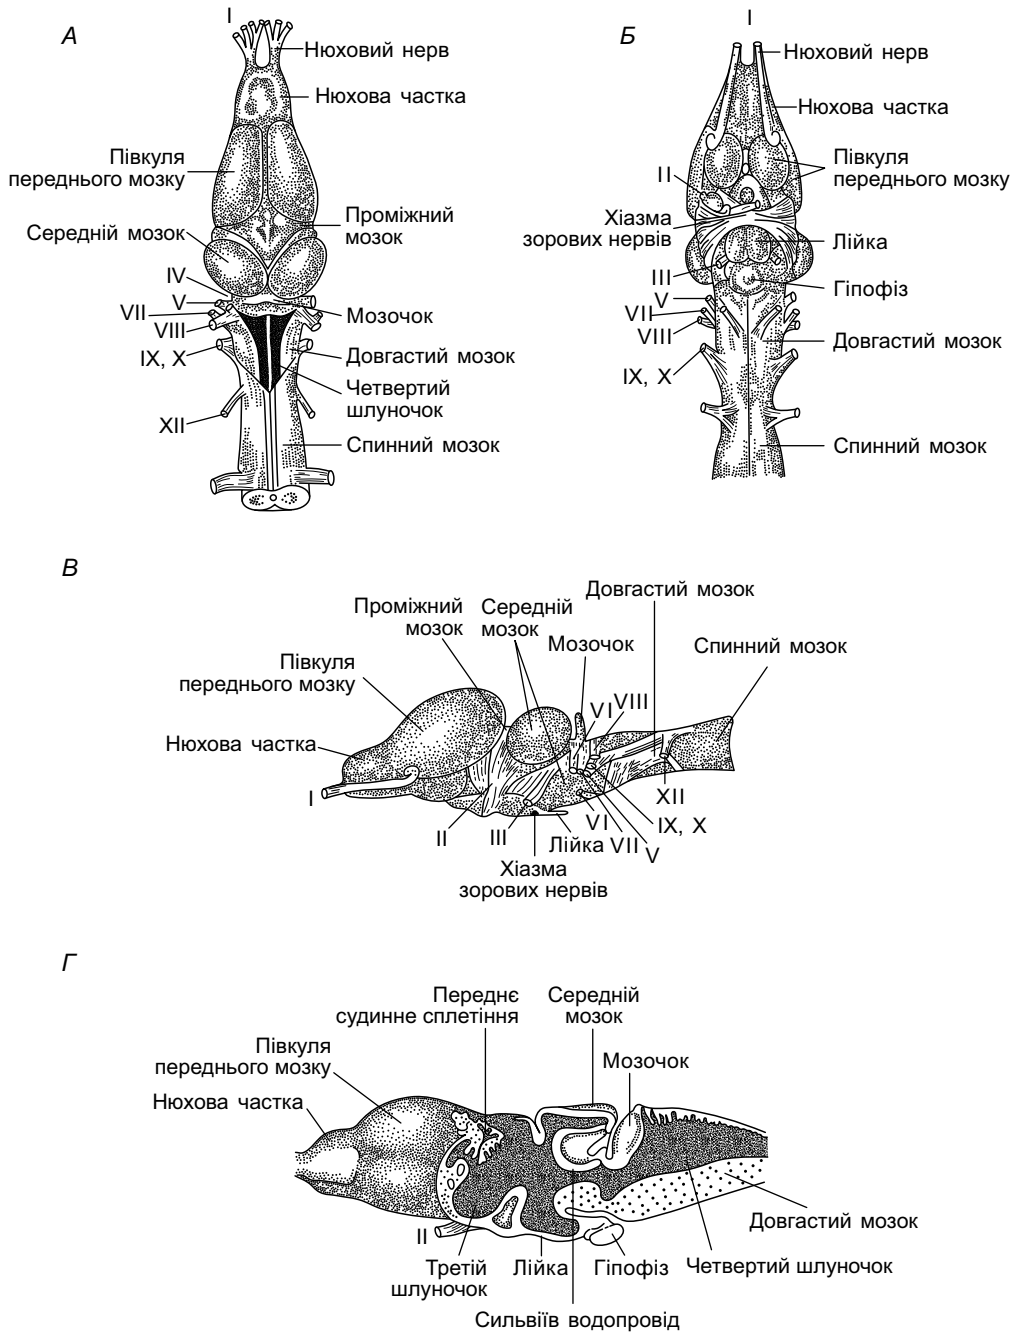 А
I
Нюховий нерв
Нюхова частка
Півкуля
переднього мозку
Проміжний
мозок
Середній мозок
IV
V
VII
VIII
Мозочок
IX, X
Довгастий мозок
Четвертий
шлуночок
XII
Спинний мозок
Б
I
Нюховий нерв
Нюхова частка
Півкуля
переднього мозку
II
Хіазма
зорових нервів
Лійка
III
Гіпофіз
V
VII
VIII
Довгастий мозок
IX, X
Спинний мозок
В
Довгастий мозок
Проміжний
мозок
Середній
мозок
Мозочок
Спинний мозок
Півкуля
переднього мозку
VI
VIII
Нюхова частка
I
XII
II
III
Лійка
VI
VII
V
IX, X
Хіазма
зорових нервів
Г
Переднє
судинне сплетіння
Середній
мозок
Півкуля
переднього мозку
Мозочок
Нюхова частка
II
Довгастий мозок
Третій
шлуночок
Лійка
Гіпофіз
Четвертий шлуночок
Сильвіїв водопровід